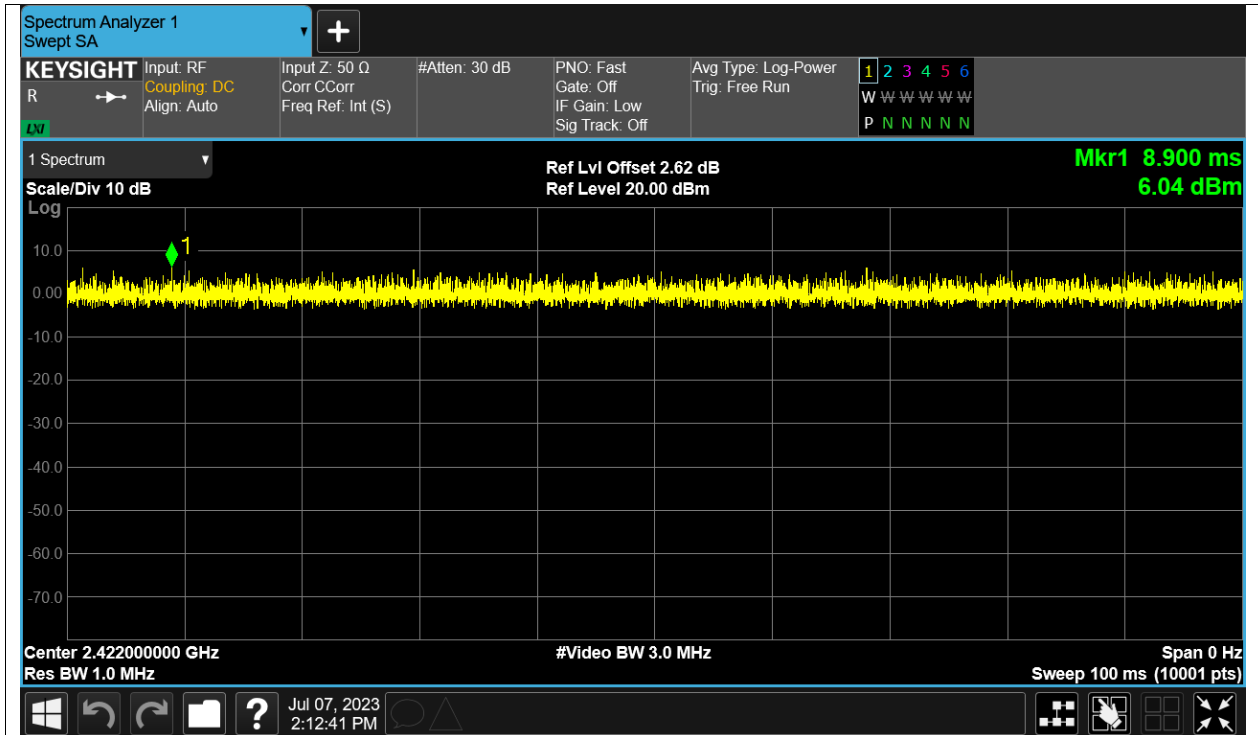 Spectrum Analyzer 1
Swept SA
▼
+
KEYSIGHT
R
LXI
Input: RF
Coupling: DC
Align: Auto
Input Z: 50 Ω
Corr CCorr
Freq Ref: Int (S)
#Atten: 30 dB
PNO: Fast
Gate: Off
IF Gain: Low
Sig Track: Off
Avg Type: Log-Power
Trig: Free Run
1 2 3 4 5 6
W W W W W W
P N N N N N
1 Spectrum ▼
Scale/Div 10 dB
Log
Ref Lvl Offset 2.62 dB
Ref Level 20.00 dBm
Mkr1 8.900 ms
6.04 dBm
1
10.0
0.00
-10.0
-20.0
-30.0
-40.0
-50.0
-60.0
-70.0
Center 2.422000000 GHz
Res BW 1.0 MHz
#Video BW 3.0 MHz
Span 0 Hz
Sweep 100 ms (10001 pts)
?
Jul 07, 2023
2:12:41 PM